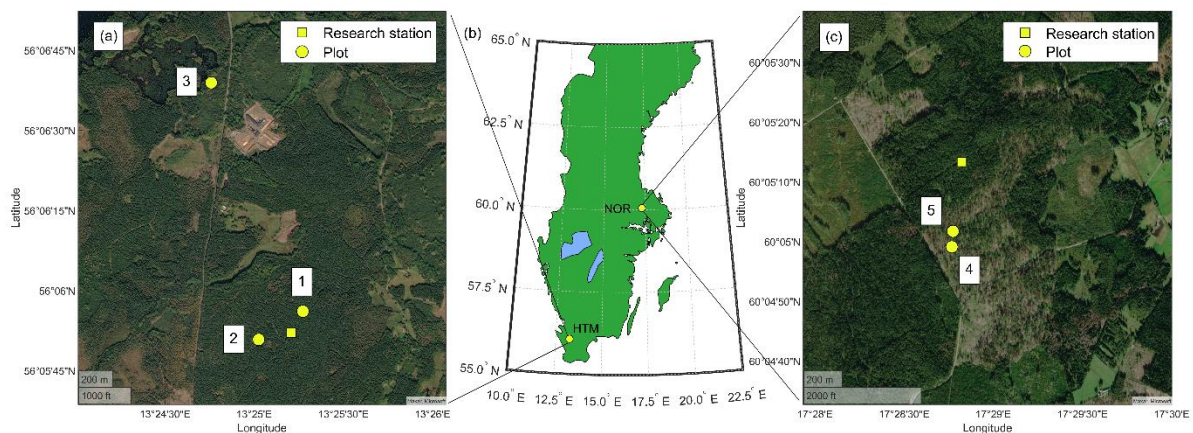 (a)
Research station
Plot
3
1
2
56°06'45"N
56°06'30"N
56°06'15"N
56°06'N
56°05'45"N
Latitude
200 m
1000 ft
13°24'30"E
13°25'E
13°25'30"E
13°26'E
Longitude
(b)
65.0°N
62.5°N
60.0°N
57.5°N
55.0°N
NOR
HTM
10.0°E
12.5°E
15.0°E
17.5°E
20.0°E
22.5°E
(c)
Research station
Plot
5
4
60°05'30"N
60°05'20"N
60°05'10"N
60°05'N
60°04'50"N
60°04'40"N
Latitude
200 m
2000 ft
17°28'E
17°28'30"E
17°29'E
17°29'30"E
17°30'E
Longitude